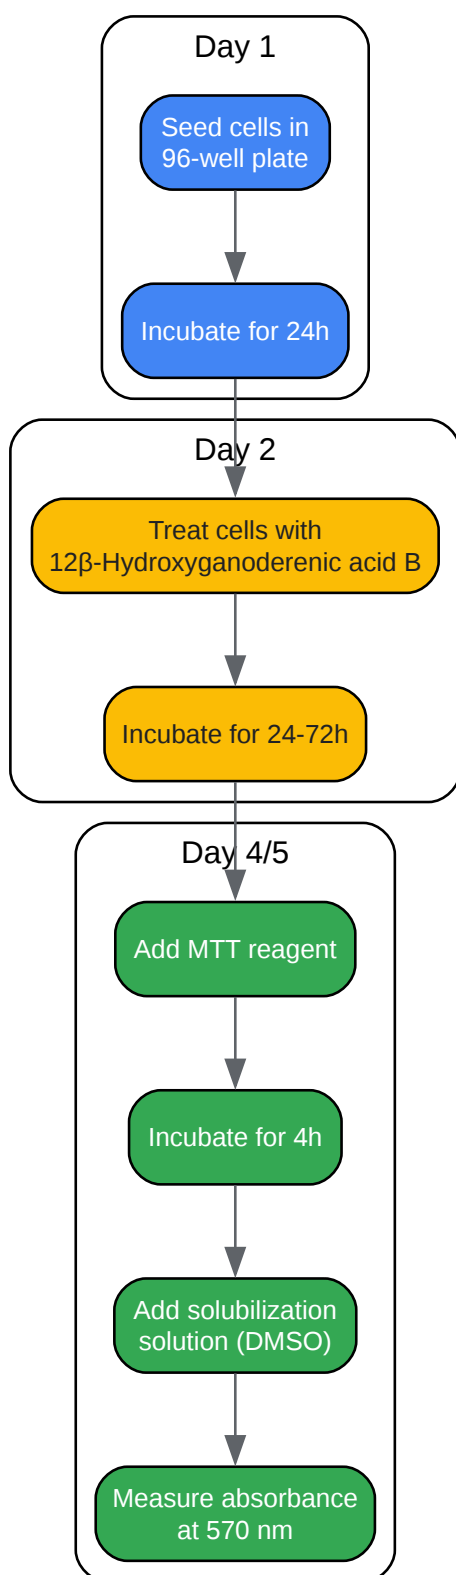 Day 1
Seed cells in
96-well plate
Incubate for 24h
Day 2
Treat cells with
12β-Hydroxyganoderenic acid B
Incubate for 24-72h
Day 4/5
Add MTT reagent
Incubate for 4h
Add solubilization
solution (DMSO)
Measure absorbance
at 570 nm